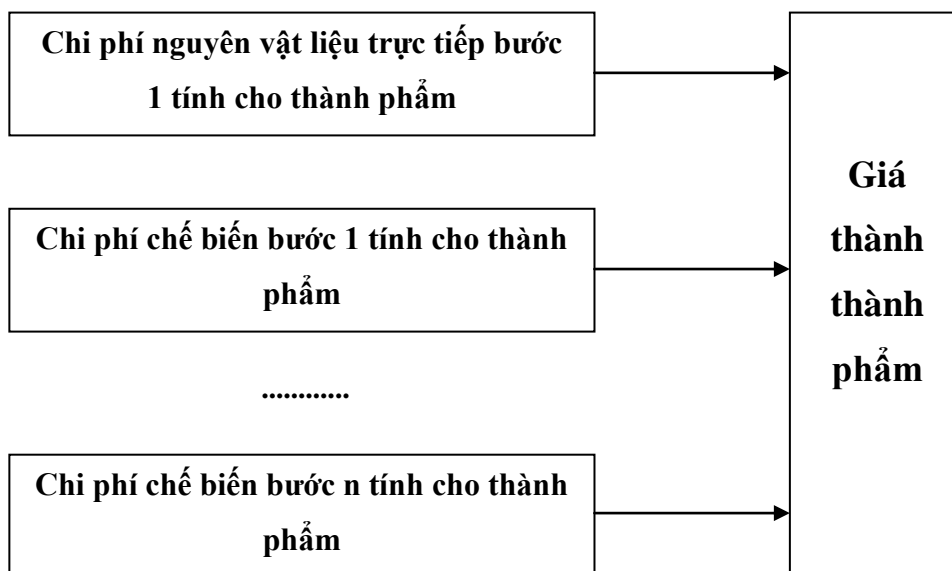 Chi phí nguyên vật liệu trực tiếp bước
1 tính cho thành phẩm
Chi phí chế biến bước 1 tính cho thành
phẩm
............
Chi phí chế biến bước n tính cho thành
phẩm
Giá
thành
thành
phẩm